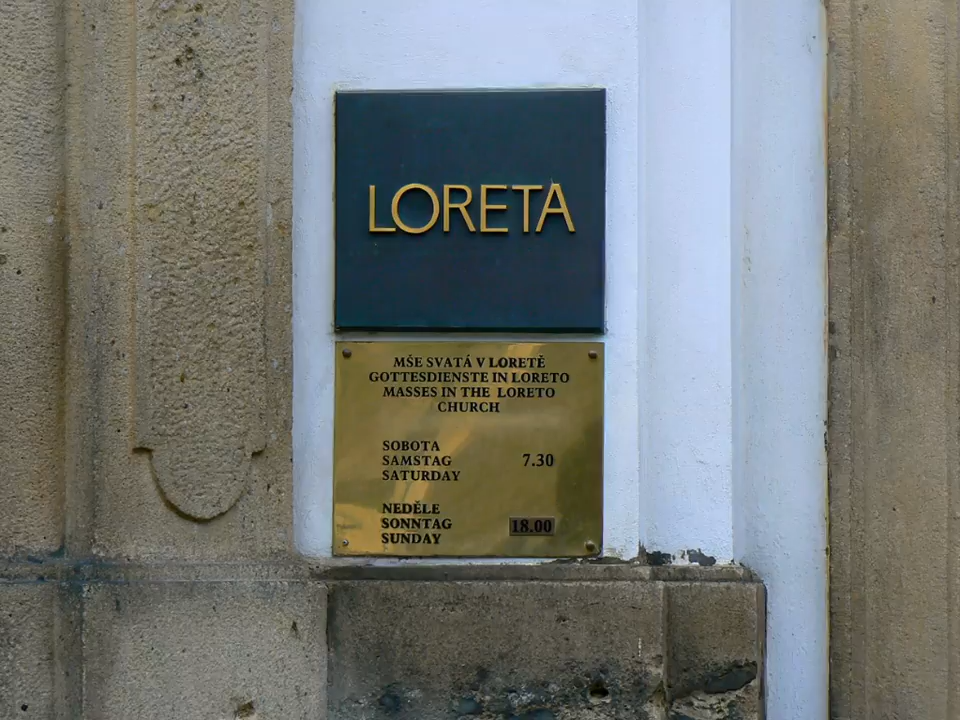 LORETA
MŠE SVATÁ V LORETĚ
GOTTESDIENSTE IN LORETO
MASSES IN THE LORETO
CHURCH
SOBOTA
SAMSTAG 7.30
SATURDAY
NEDĚLE
SONNTAG 18.00
SUNDAY